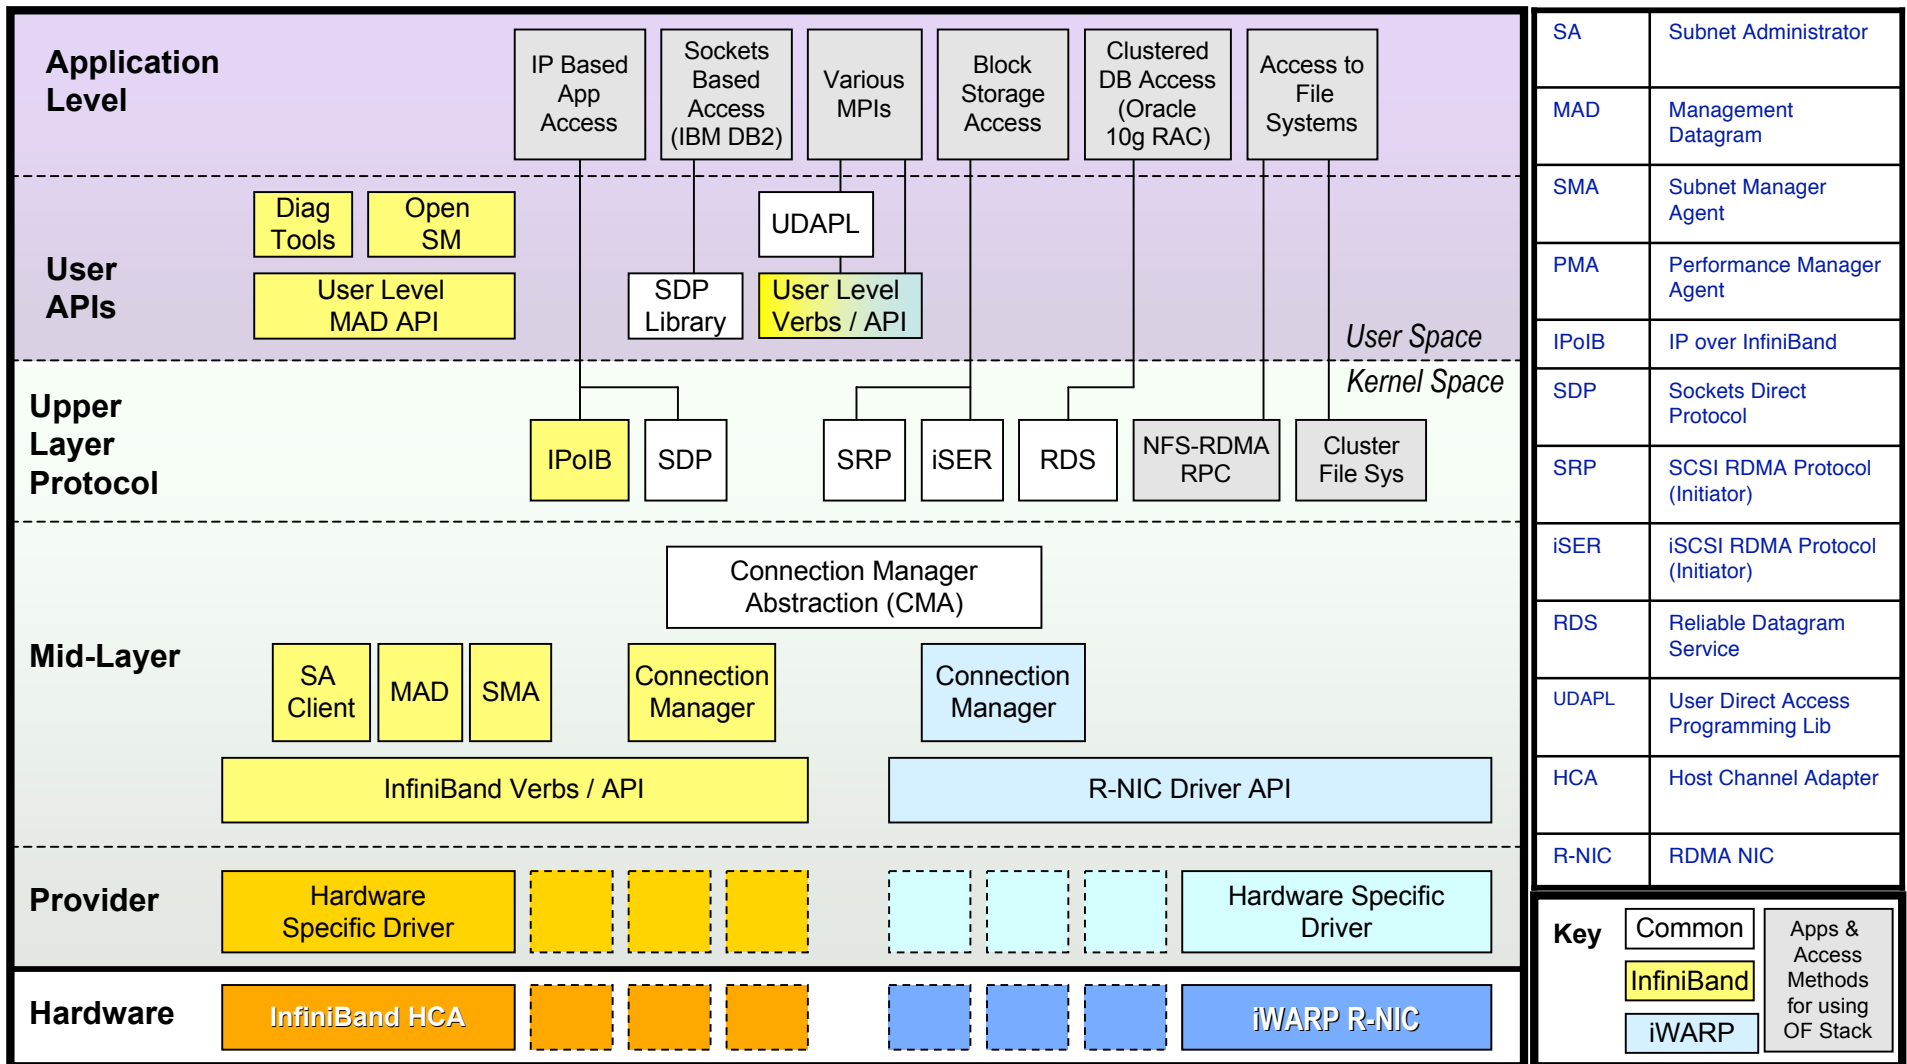 Application
Level
IP Based
App
Access
Sockets
Based
Access
(IBM DB2)
Various
MPIs
Block
Storage
Access
Clustered
DB Access
(Oracle
10g RAC)
Access to
File
Systems
User
APIs
Diag
Tools
Open
SM
User Level
MAD API
SDP
Library
UDAPL
User Level
Verbs / API
User Space
Kernel Space
Upper
Layer
Protocol
IPoIB
SDP
SRP
iSER
RDS
NFS-RDMA
RPC
Cluster
File Sys
Mid-Layer
Connection Manager
Abstraction (CMA)
SA
Client
MAD
SMA
Connection
Manager
Connection
Manager
InfiniBand Verbs / API
R-NIC Driver API
Provider
Hardware
Specific Driver
Hardware Specific
Driver
Hardware
InfiniBand HCA
iWARP R-NIC
SA
Subnet Administrator
MAD
Management
Datagram
SMA
Subnet Manager
Agent
PMA
Performance Manager
Agent
IPoIB
IP over InfiniBand
SDP
Sockets Direct
Protocol
SRP
SCSI RDMA Protocol
(Initiator)
iSER
iSCSI RDMA Protocol
(Initiator)
RDS
Reliable Datagram
Service
UDAPL
User Direct Access
Programming Lib
HCA
Host Channel Adapter
R-NIC
RDMA NIC
Key
Common
InfiniBand
iWARP
Apps &
Access
Methods
for using
OF Stack